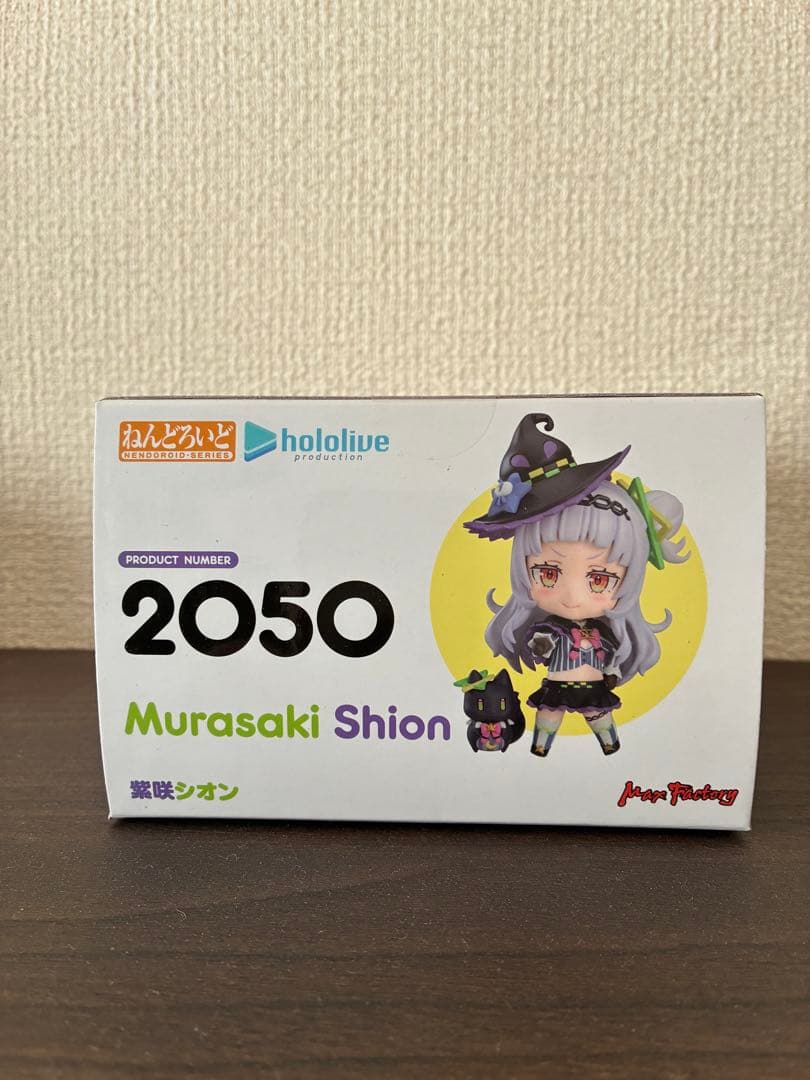 ねんどろいど
NENDOROID·SERIES
hololive
production
PRODUCT NUMBER
2050
Murasaki Shion
紫咲シオン
Max Factory